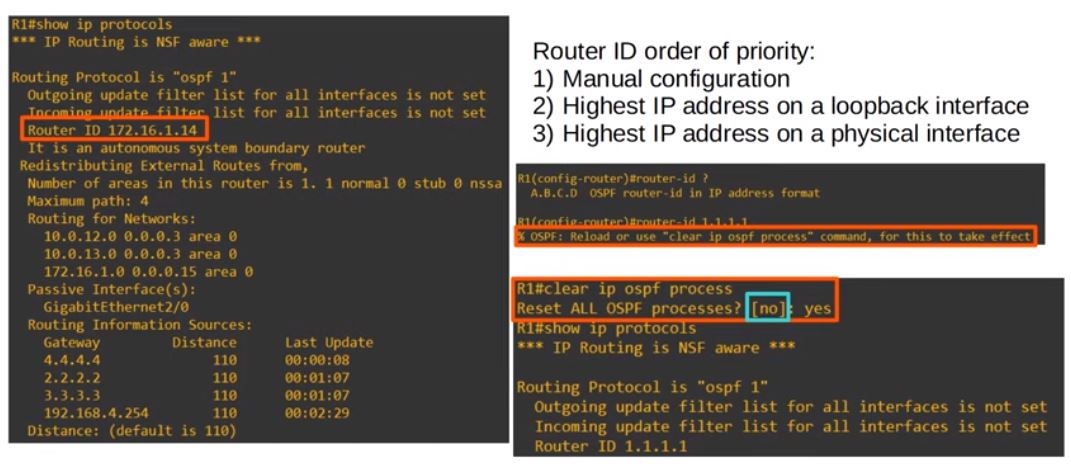 R1#show ip protocols
*** IP Routing is NSF aware ***
Routing Protocol is "ospf 1"
Outgoing update filter list for all interfaces is not set
Incoming update filter list for all interfaces is not set
Router ID 172.16.1.14
It is an autonomous system boundary router
Redistributing External Routes from,
Number of areas in this router is 1. 1 normal 0 stub 0 nssa
Maximum path: 4
Routing for Networks:
10.0.12.0 0.0.0.3 area 0
10.0.13.0 0.0.0.3 area 0
172.16.1.0 0.0.0.15 area 0
Passive Interface(s):
GigabitEthernet2/0
Routing Information Sources:
Gateway Distance Last Update
4.4.4.4 110 00:00:08
2.2.2.2 110 00:01:07
3.3.3.3 110 00:01:07
192.168.4.254 110 00:02:29
Distance: (default is 110)
Router ID order of priority:
1) Manual configuration
2) Highest IP address on a loopback interface
3) Highest IP address on a physical interface
R1(config-router)#router-id ?
A.B.C.D OSPF router-id in IP address format
R1(config-router)#router-id 1.1.1.1
% OSPF: Reload or use "clear ip ospf process" command, for this to take effect
R1#clear ip ospf process
Reset ALL OSPF processes? [no]: yes
R1#show ip protocols
*** IP Routing is NSF aware ***
Routing Protocol is "ospf 1"
Outgoing update filter list for all interfaces is not set
Incoming update filter list for all interfaces is not set
Router ID 1.1.1.1